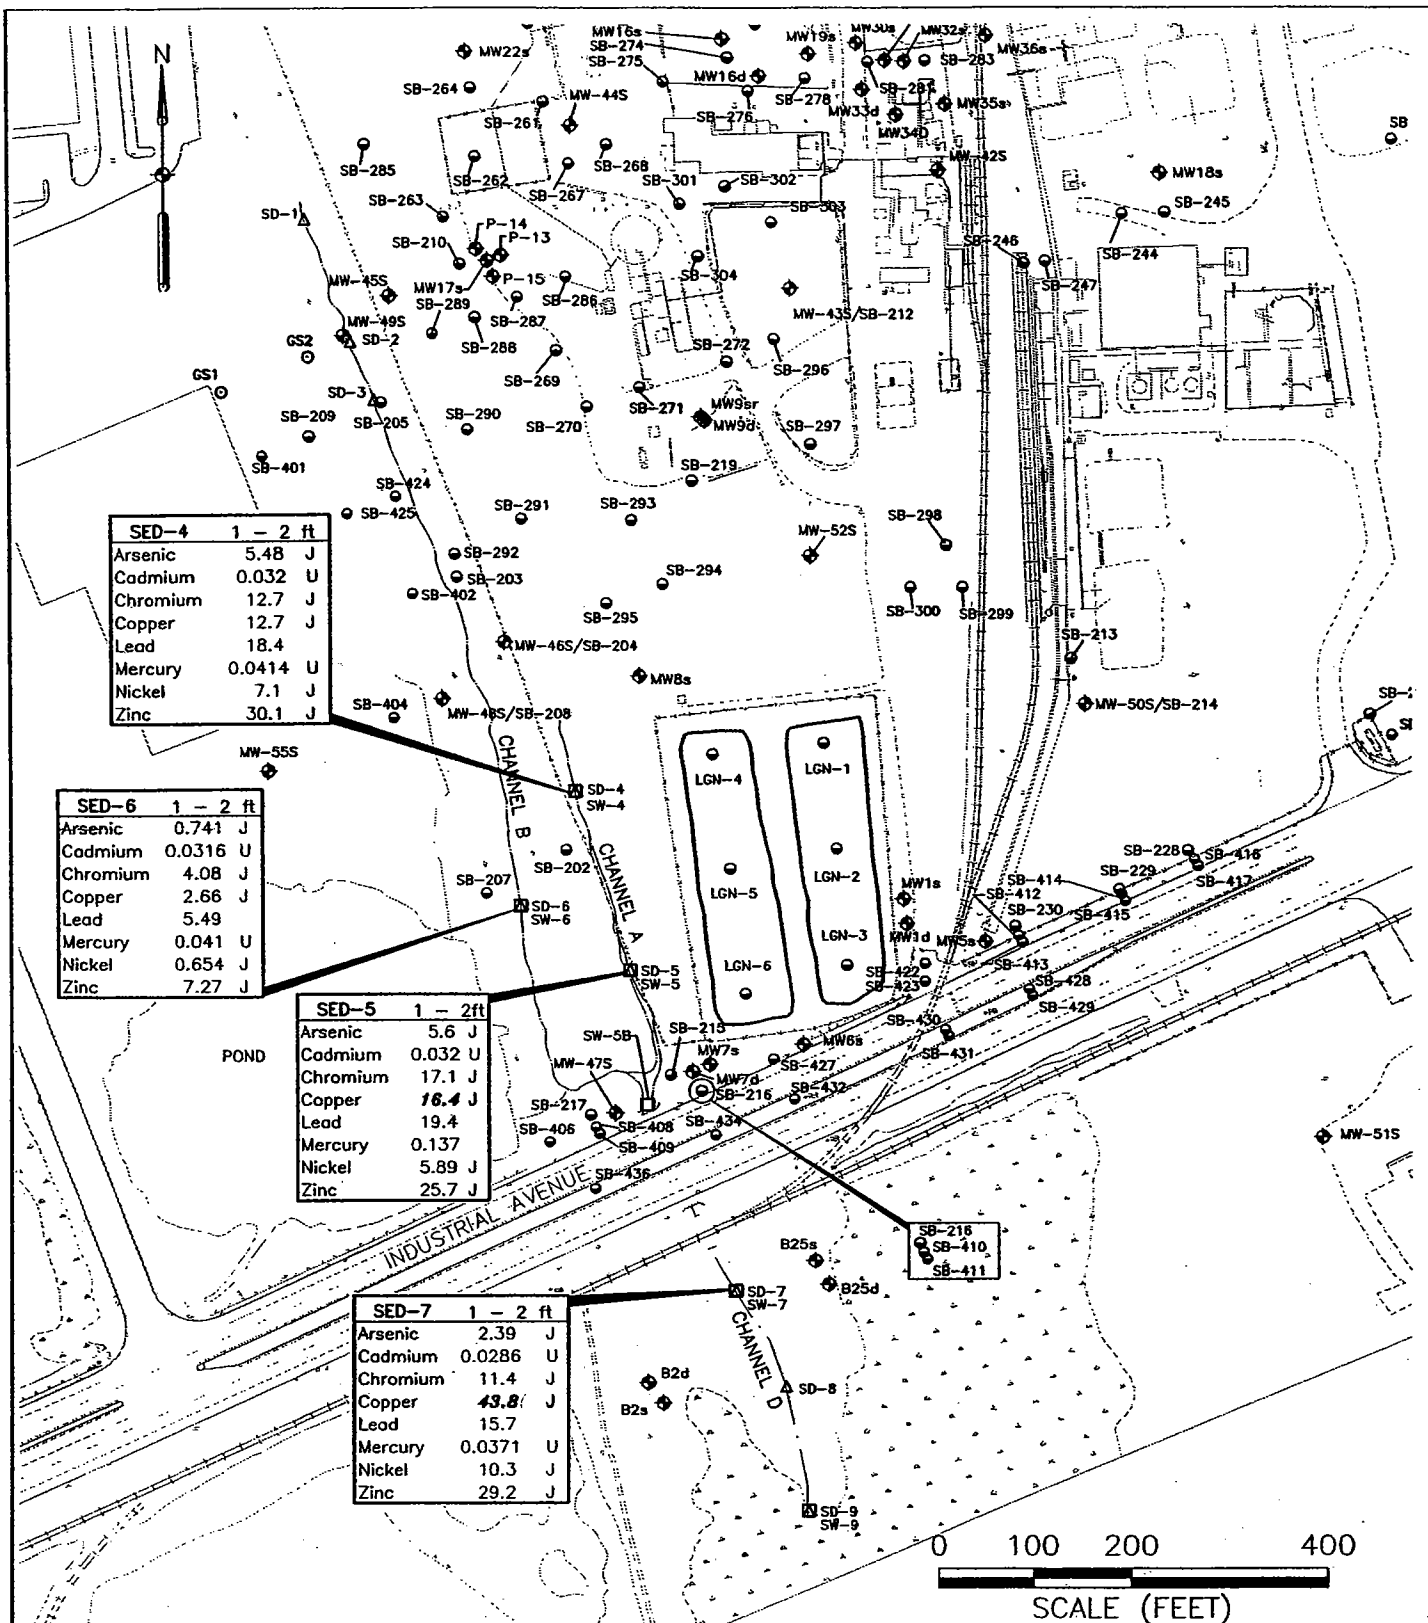 N
MW22s
MW16s
SB-274
SB-275
MW16d
MW19s
MW30s
MW32s
MW36s
SB-283
SB-281
SB-264
MW-44S
SB-261
SB-276
SB-278
MW33d
MW35s
MW34D
SB
SB-285
SB-262
SB-267
SB-268
SB-301
SB-302
MW-42S
MW18s
SB-245
SB-263
SD-1
P-14
P-13
SB-303
SB-210
SB-246
SB-244
SB-304
SB-247
MW-45S
MW17s
P-15
SB-286
SB-289
SB-287
MW-43S/SB-212
MW-49S
SD-2
GS2
SB-288
SB-272
SB-296
SB-269
GS1
SD-3
SB-209
SB-205
SB-290
SB-270
SB-271
MW9sr
MW9d
SB-297
SB-401
SB-219
SB-424
SB-425
SB-291
SB-293
SB-298
MW-52S
SED-4 1 - 2 ft
Arsenic 5.48 J
Cadmium 0.032 U
Chromium 12.7 J
Copper 12.7 J
Lead 18.4
Mercury 0.0414 U
Nickel 7.1 J
Zinc 30.1 J
SB-292
SB-203
SB-402
SB-294
SB-295
SB-300
SB-299
SB-213
MW-46S/SB-204
MW8s
SB-404
MW-48S/SB-208
MW-50S/SB-214
MW-55S
CHANNEL B
LGN-4
LGN-1
SD-4
SW-4
SED-6 1 - 2 ft
Arsenic 0.741 J
Cadmium 0.0316 U
Chromium 4.08 J
Copper 2.66 J
Lead 5.49
Mercury 0.041 U
Nickel 0.654 J
Zinc 7.27 J
CHANNEL A
SB-202
SB-207
SD-6
SW-6
LGN-5
LGN-2
MW1s
MW1d
SB-228
SB-416
SB-417
SB-229
SB-414
SB-412
SB-230
SB-415
MW5s
LGN-3
LGN-6
SD-5
SW-5
SB-422
SB-423
SB-413
SB-428
SB-429
SB-430
SB-431
SED-5 1 - 2ft
Arsenic 5.6 J
Cadmium 0.032 U
Chromium 17.1 J
Copper 16.4 J
Lead 19.4
Mercury 0.137
Nickel 5.89 J
Zinc 25.7 J
POND
SW-5B
SB-215
MW7s
MW6s
MW-47S
MW7d
SB-427
SB-216
SB-432
SB-217
SB-406
SB-408
SB-409
SB-434
SB-436
MW-51S
INDUSTRIAL AVENUE
SB-216
SB-410
SB-411
B25s
B25d
SD-7
SW-7
SED-7 1 - 2 ft
Arsenic 2.39 J
Cadmium 0.0286 U
Chromium 11.4 J
Copper 43.8 J
Lead 15.7
Mercury 0.0371 U
Nickel 10.3 J
Zinc 29.2 J
CHANNEL D
B2d
B2s
SD-8
SD-9
SW-9
0 100 200 400
SCALE (FEET)